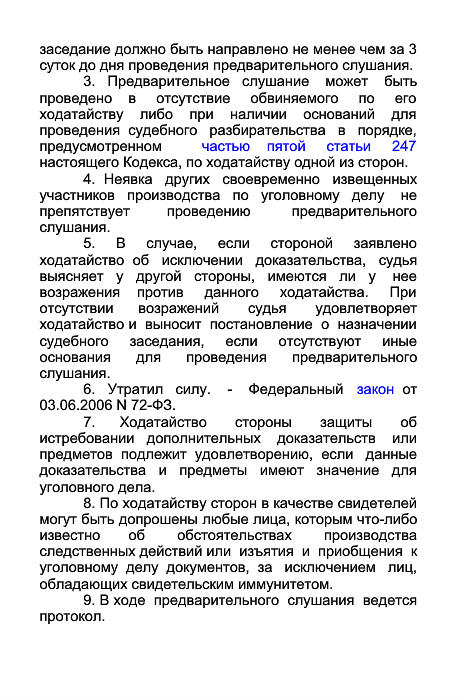 заседание должно быть направлено не менее чем за 3
суток до дня проведения предварительного слушания.
3. Предварительное слушание может быть
проведено в отсутствие обвиняемого по его
ходатайству либо при наличии оснований для
проведения судебного разбирательства в порядке,
предусмотренном частью пятой статьи 247
настоящего Кодекса, по ходатайству одной из сторон.
4. Неявка других своевременно извещенных
участников производства по уголовному делу не
препятствует проведению предварительного
слушания.
5. В случае, если стороной заявлено
ходатайство об исключении доказательства, судья
выясняет у другой стороны, имеются ли у нее
возражения против данного ходатайства. При
отсутствии возражений судья удовлетворяет
ходатайство и выносит постановление о назначении
судебного заседания, если отсутствуют иные
основания для проведения предварительного
слушания.
6. Утратил силу. - Федеральный закон от
03.06.2006 N 72-ФЗ.
7. Ходатайство стороны защиты об
истребовании дополнительных доказательств или
предметов подлежит удовлетворению, если данные
доказательства и предметы имеют значение для
уголовного дела.
8. По ходатайству сторон в качестве свидетелей
могут быть допрошены любые лица, которым что-либо
известно об обстоятельствах производства
следственных действий или изъятия и приобщения к
уголовному делу документов, за исключением лиц,
обладающих свидетельским иммунитетом.
9. В ходе предварительного слушания ведется
протокол.